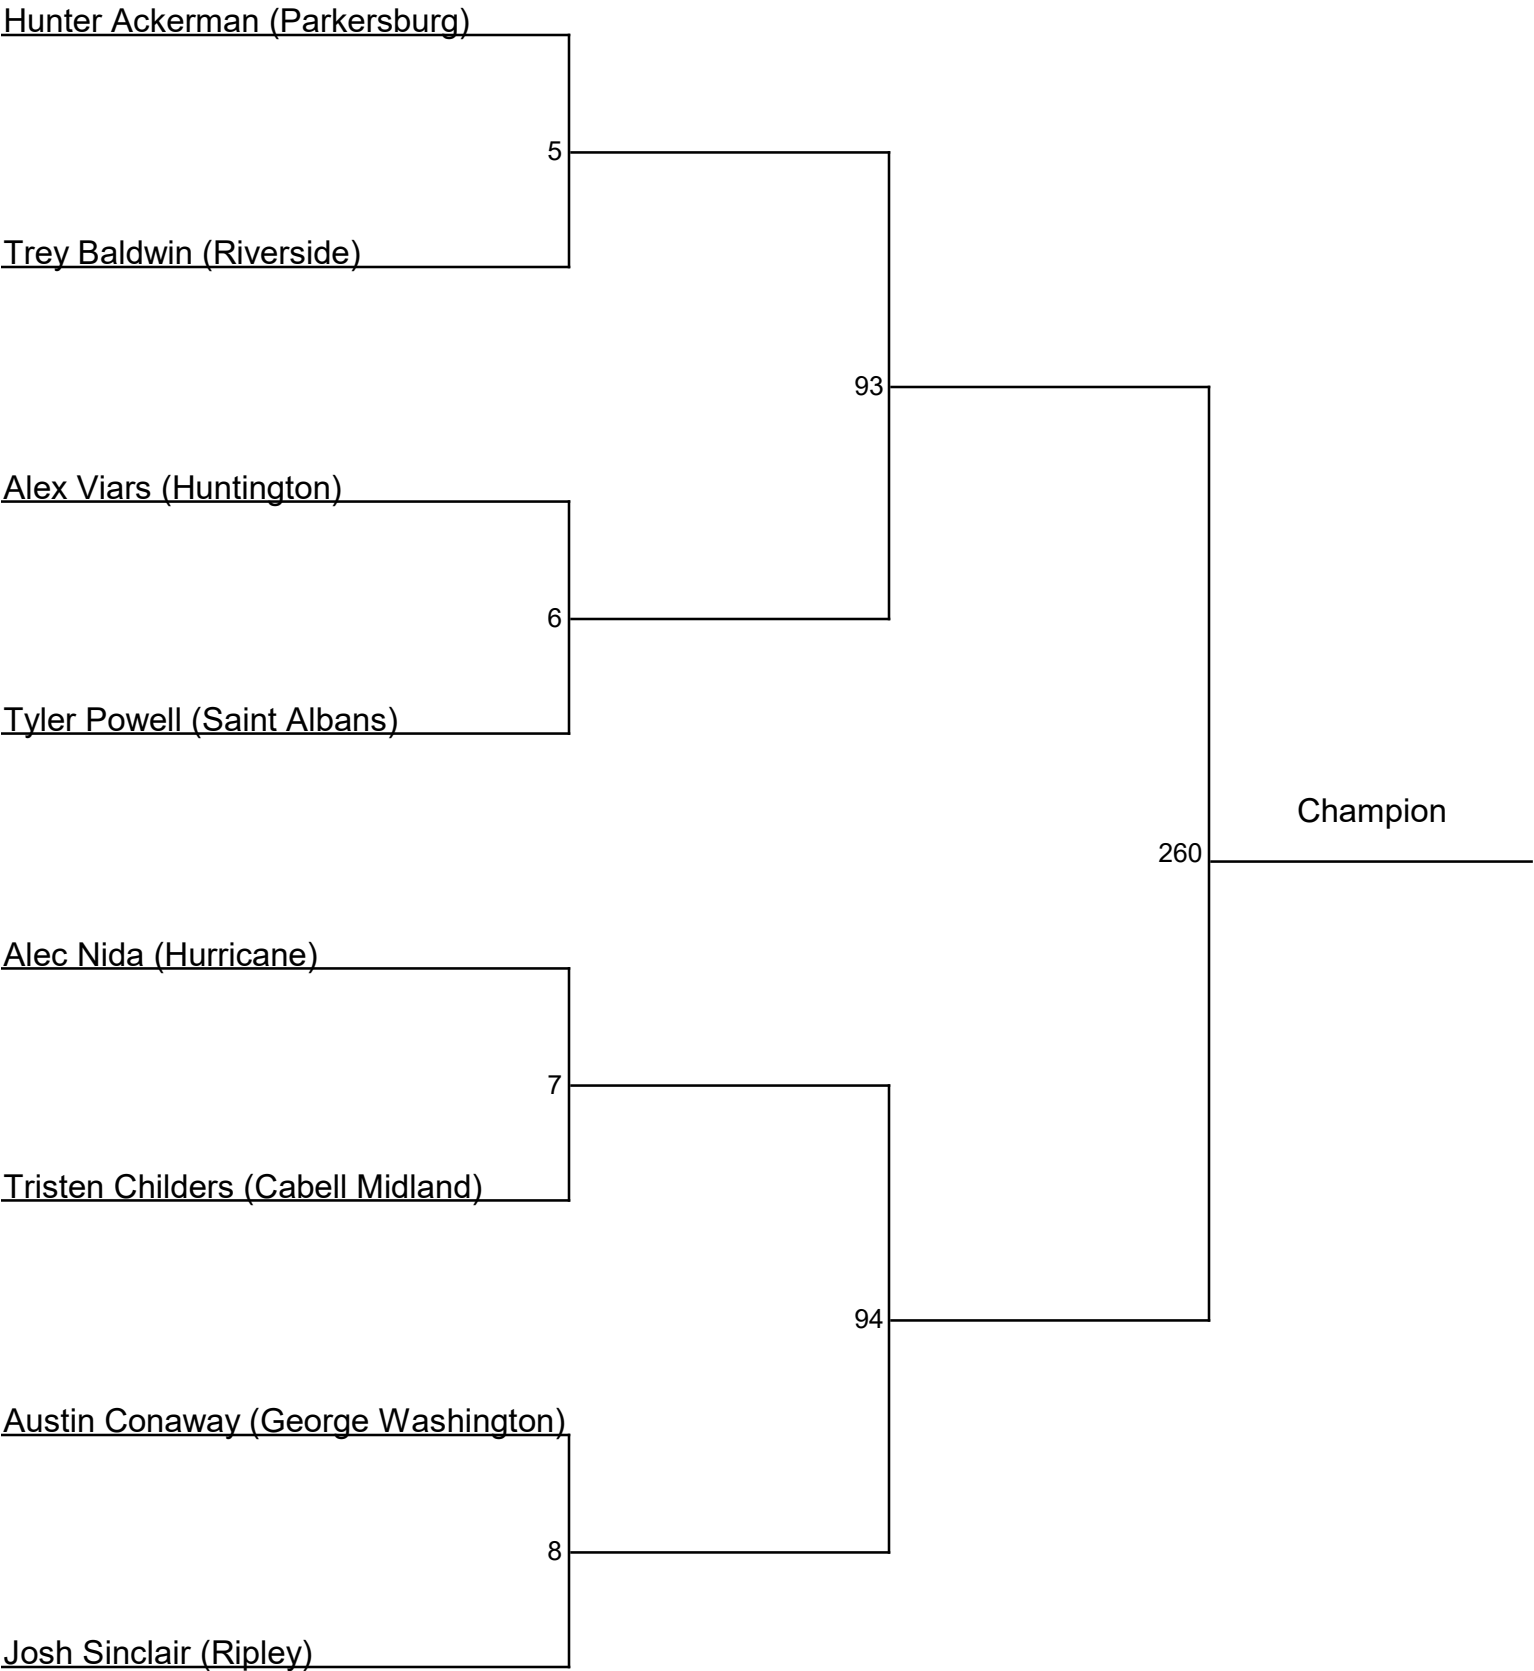 Hunter Ackerman (Parkersburg)
5
Trey Baldwin (Riverside)
93
Alex Viars (Huntington)
6
Tyler Powell (Saint Albans)
Champion
260
Alec Nida (Hurricane)
7
Tristen Childers (Cabell Midland)
94
Austin Conaway (George Washington)
8
Josh Sinclair (Ripley)